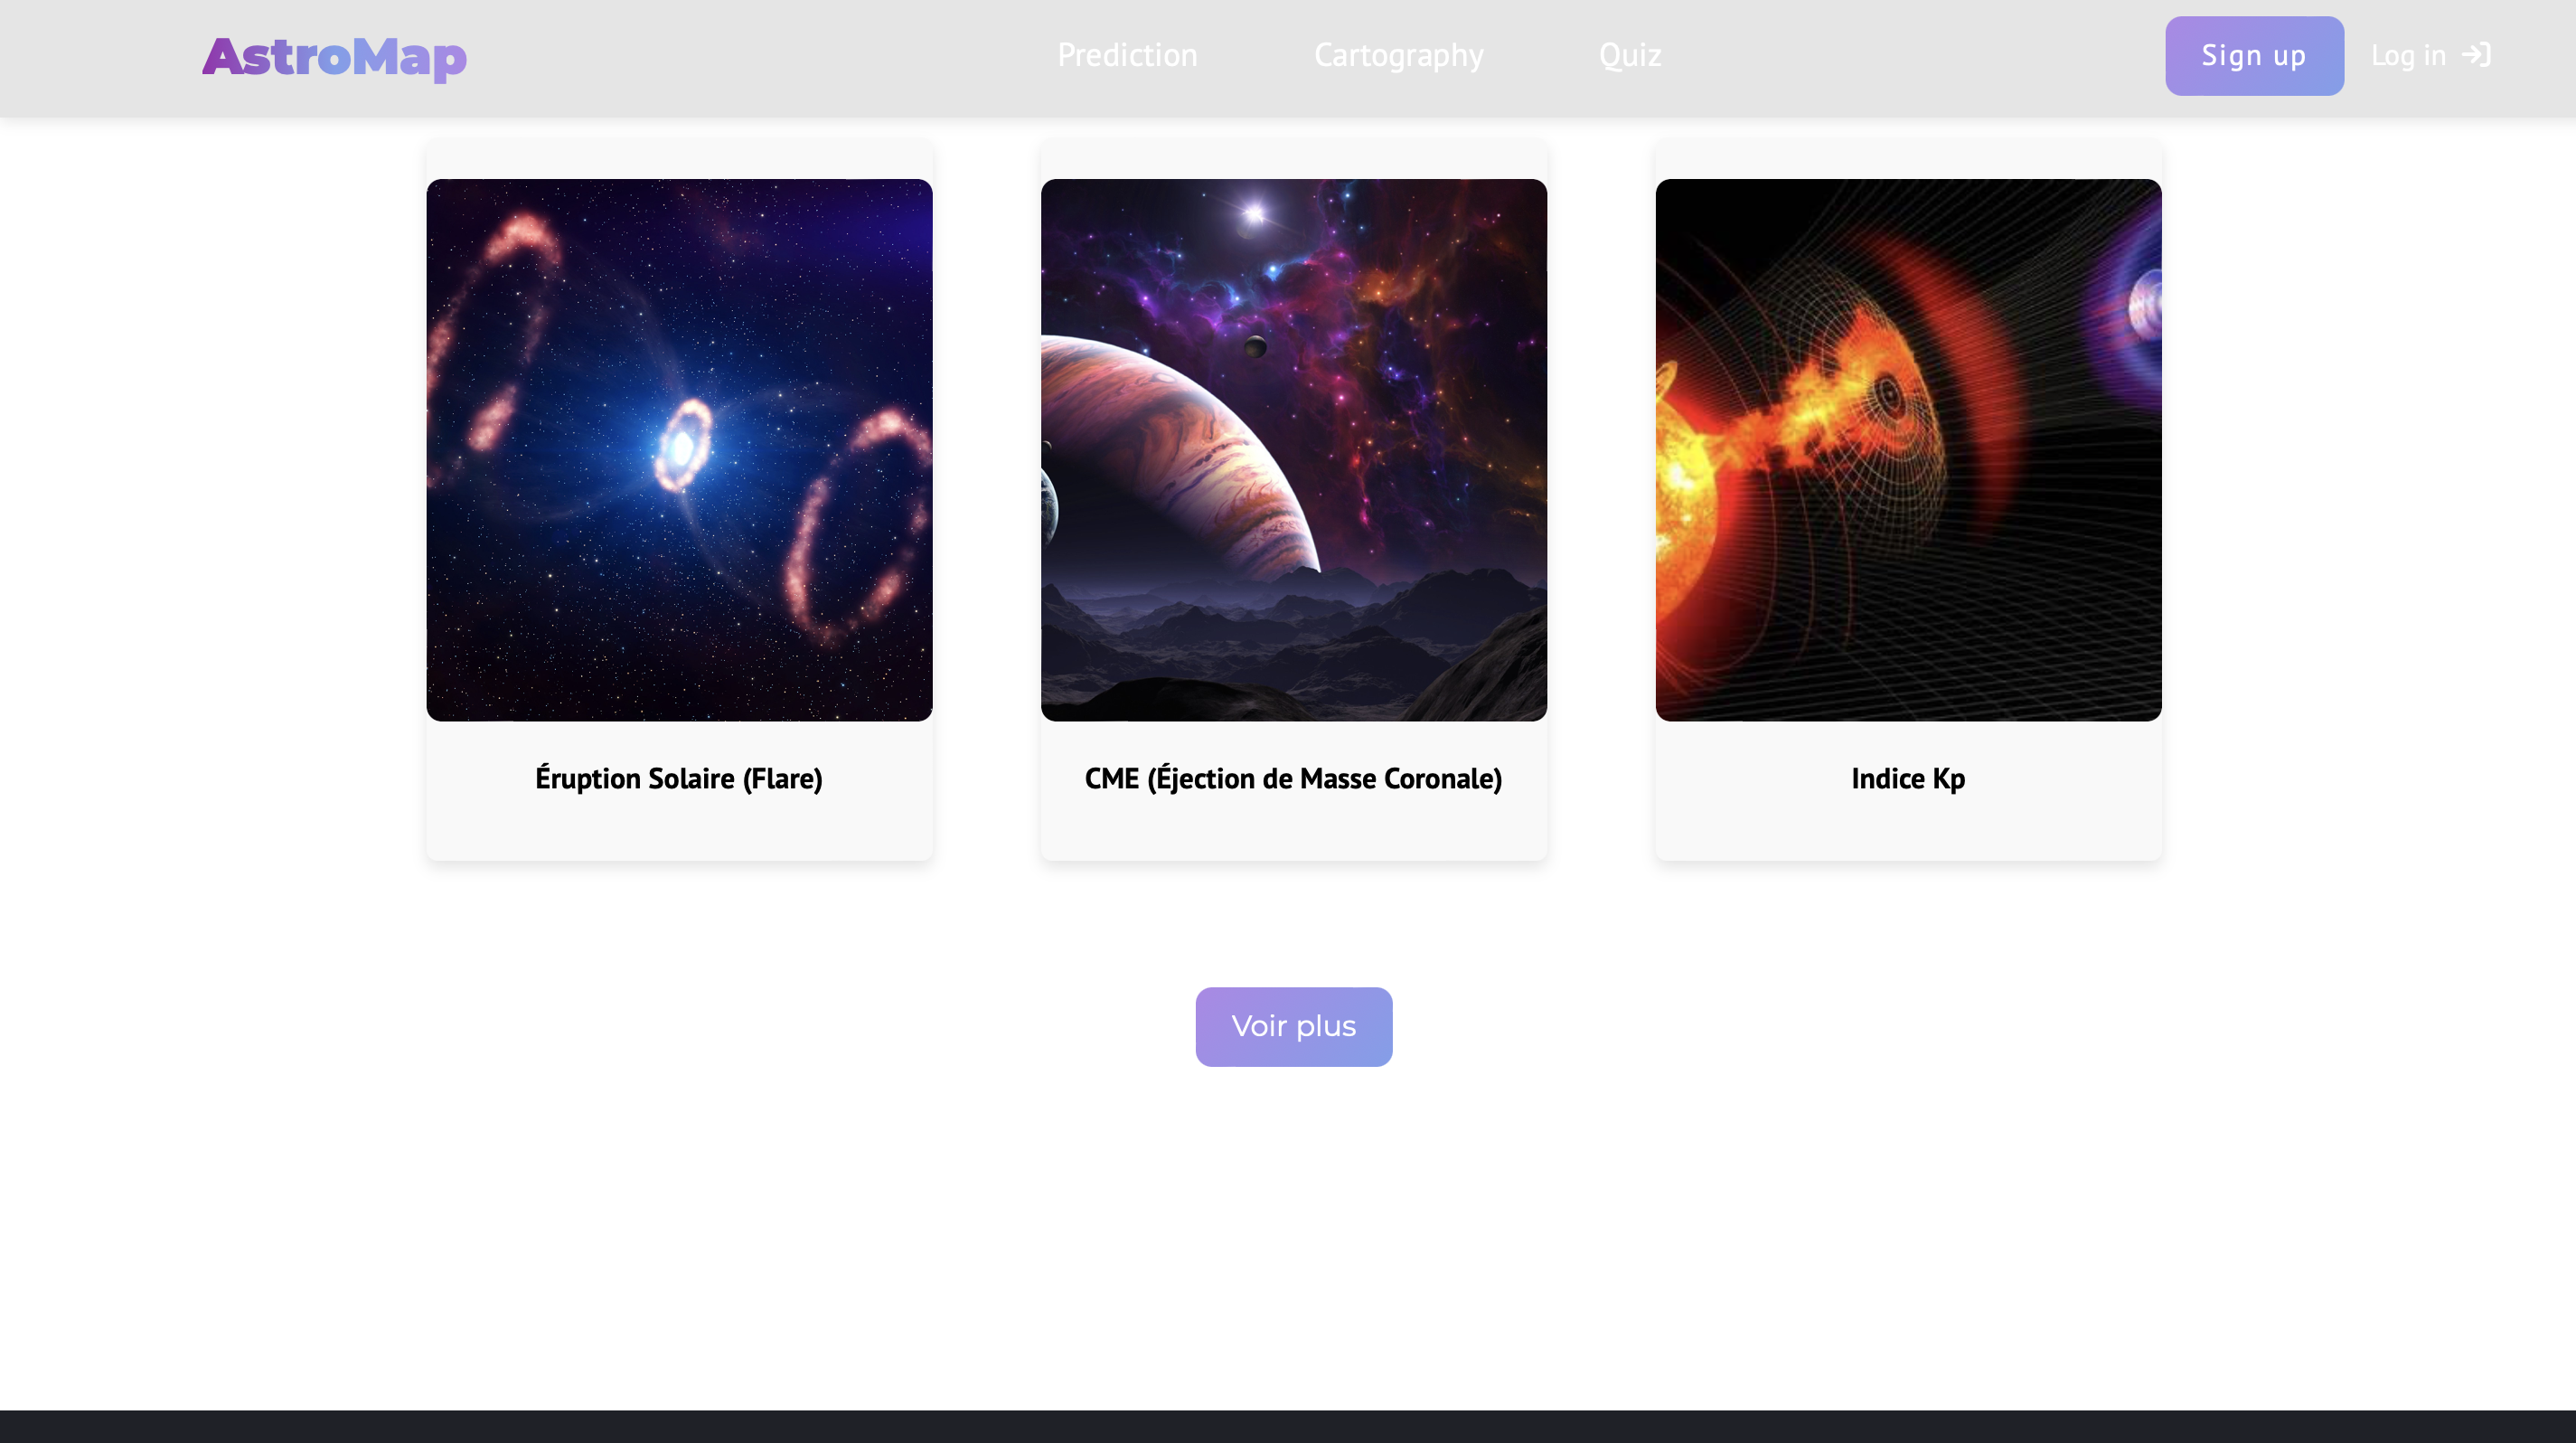 AstroMap
Prediction
Cartography
Quiz
Sign up
Log in
Éruption Solaire (Flare)
CME (Éjection de Masse Coronale)
Indice Kp
Voir plus